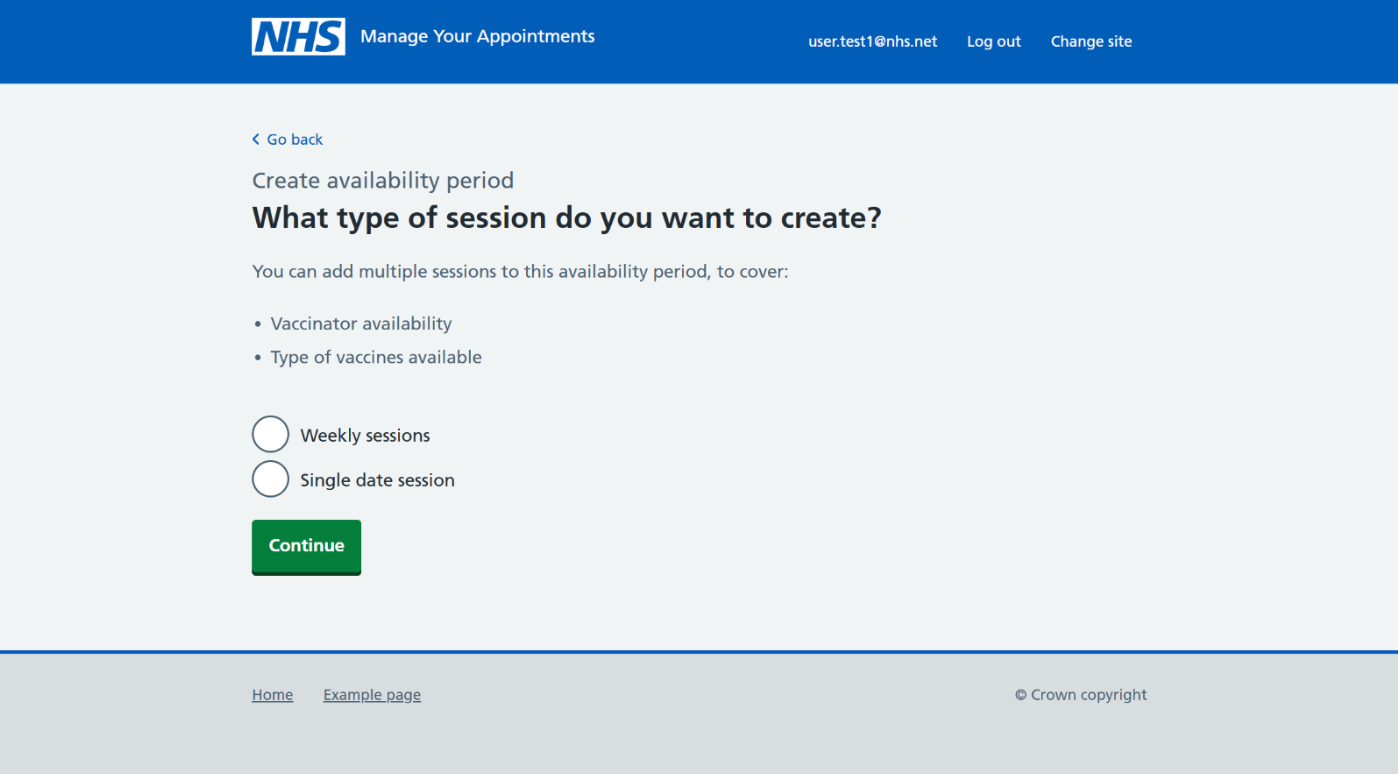 NHS Manage Your Appointments user.test1@nhs.net Log out Change site
Go back
Create availability period
What type of session do you want to create?
You can add multiple sessions to this availability period, to cover:
• Vaccinator availability
• Type of vaccines available
Weekly sessions
Single date session
Continue
Home Example page © Crown copyright